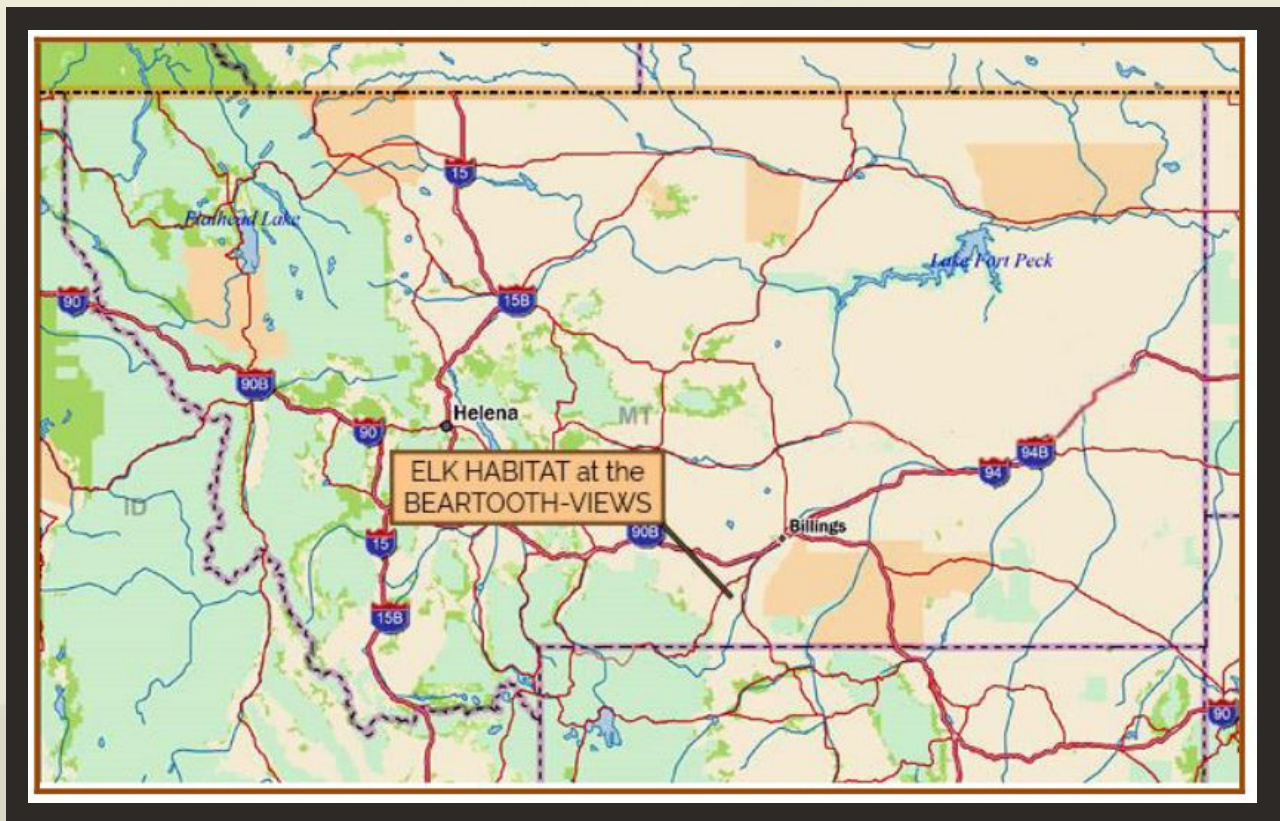 15
Flathead Lake
Lake Fort Peck
90
15B
90B
Helena
MT
90
ELK HABITAT at the
BEARTOOTH-VIEWS
94B
94
ID
Billings
90B
15
15B
90